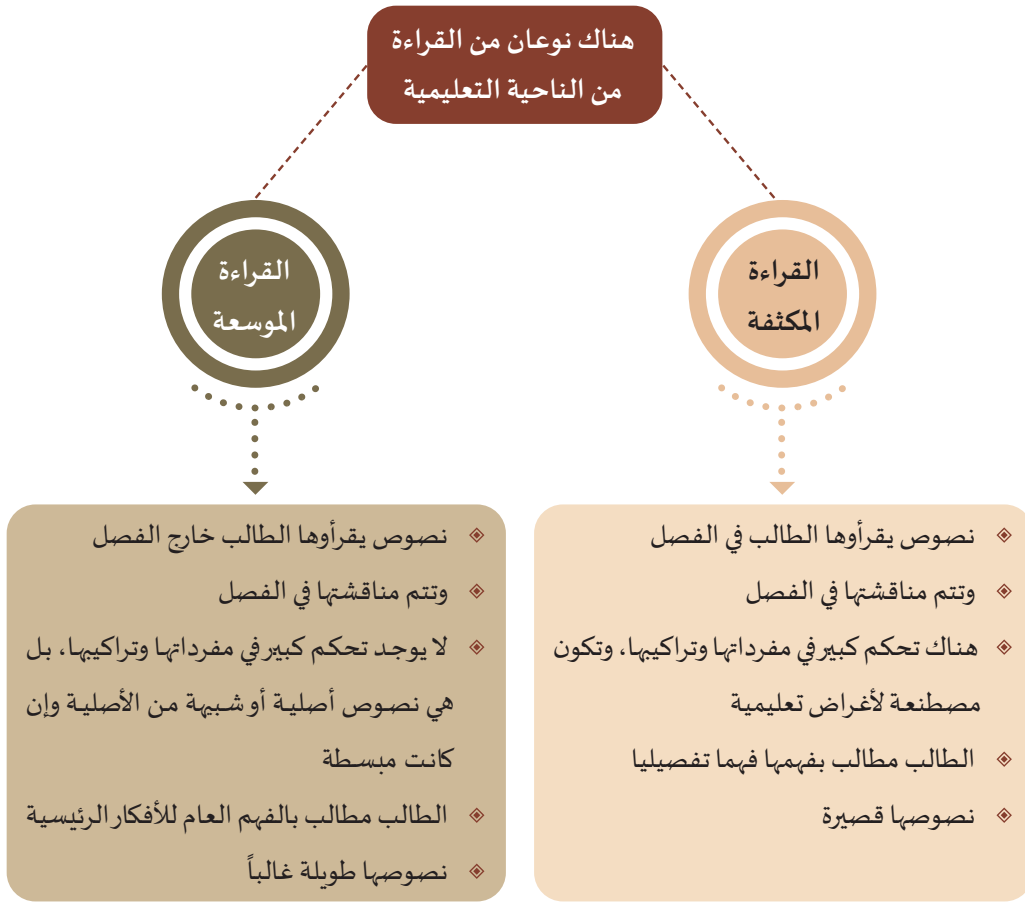 هناك نوعان من القراءة
من الناحية التعليمية
القراءة
المكثفة
القراءة
الموسعة
نصوص يقرأوها الطالب في الفصل
وتتم مناقشتها في الفصل
هناك تحكم كبير في مفرداتها وتراكيبها، وتكون
مصطنعة لأغراض تعليمية
الطالب مطالب بفهمها فهما تفصيليا
نصوصها قصيرة
نصوص يقرأوها الطالب خارج الفصل
وتتم مناقشتها في الفصل
لا يوجد تحكم كبير في مفرداتها وتراكيبها، بل
هي نصوص أصلية أو شبيهة من الأصلية وإن
كانت مبسطة
الطالب مطالب بالفهم العام للأفكار الرئيسية
نصوصها طويلة غالباً